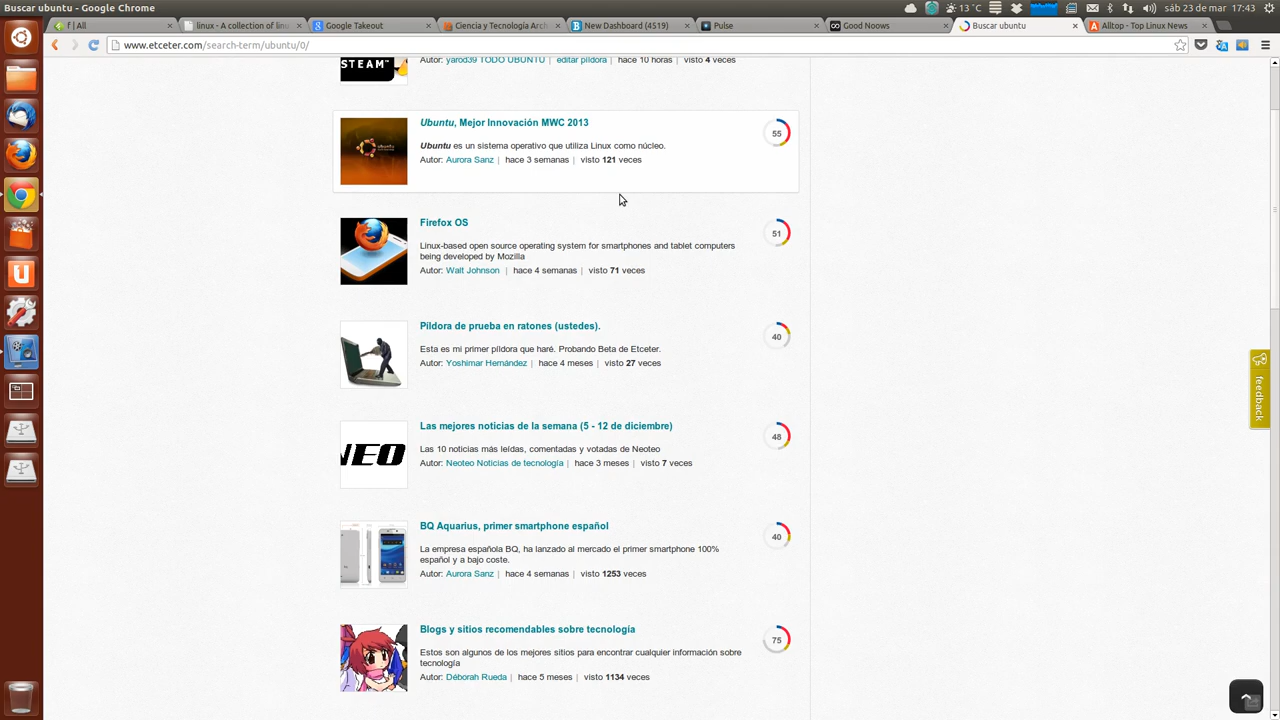 Buscar ubuntu - Google Chrome
13°C
23 de mar 17:43
f | All
linux - A collection of linu
Google Takeout
Ciencia y Tecnología Arch
New Dashboard (4519)
Pulse
Good Noows
Buscar ubuntu
Alltop - Top Linux News
www.etceter.com/search-term/ubuntu/0/
STEAM™
Autor: yarod39 TODO UBUNTU | editar píldora | hace 10 horas | visto 4 veces
Ubuntu, Mejor Innovación MWC 2013
55
ubuntu
Ubuntu es un sistema operativo que utiliza Linux como núcleo.
Autor: Aurora Sanz | hace 3 semanas | visto 121 veces
Firefox OS
51
Linux-based open source operating system for smartphones and tablet computers
being developed by Mozilla
Autor: Walt Johnson | hace 4 semanas | visto 71 veces
Píldora de prueba en ratones (ustedes).
40
Esta es mi primer píldora que haré. Probando Beta de Etceter.
Autor: Yoshimar Hernández | hace 4 meses | visto 27 veces
Las mejores noticias de la semana (5 - 12 de diciembre)
48
NEO
Las 10 noticias más leídas, comentadas y votadas de Neoteo
Autor: Neoteo Noticias de tecnología | hace 3 meses | visto 7 veces
BQ Aquarius, primer smartphone español
40
La empresa española BQ, ha lanzado al mercado el primer smartphone 100%
español y a bajo coste.
Autor: Aurora Sanz | hace 4 semanas | visto 1253 veces
Blogs y sitios recomendables sobre tecnología
75
Estos son algunos de los mejores sitios para encontrar cualquier información sobre
tecnología
Autor: Déborah Rueda | hace 5 meses | visto 1134 veces
feedback